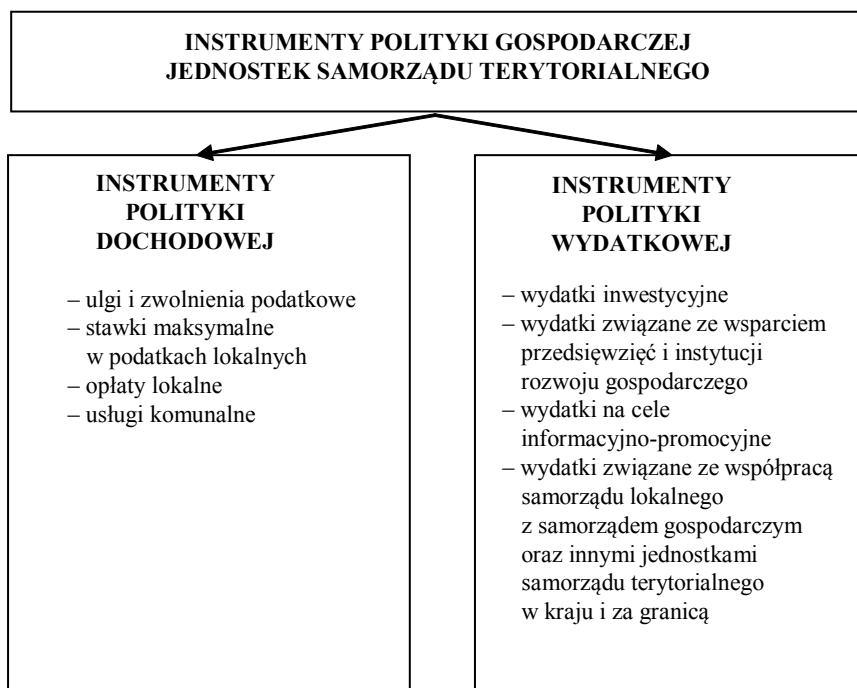 INSTRUMENTY POLITYKI GOSPODARCZEJ
JEDNOSTEK SAMORZĄDU TERYTORIALNEGO
INSTRUMENTY
POLITYKI
DOCHODOWEJ
– ulgi i zwolnienia podatkowe
– stawki maksymalne
w podatkach lokalnych
– opłaty lokalne
– usługi komunalne
INSTRUMENTY
POLITYKI
WYDATKOWEJ
– wydatki inwestycyjne
– wydatki związane ze wsparciem
przedsięwzięć i instytucji
rozwoju gospodarczego
– wydatki na cele
informacyjno-promocyjne
– wydatki związane ze współpracą
samorządu lokalnego
z samorządem gospodarczym
oraz innymi jednostkami
samorządu terytorialnego
w kraju i za granicą